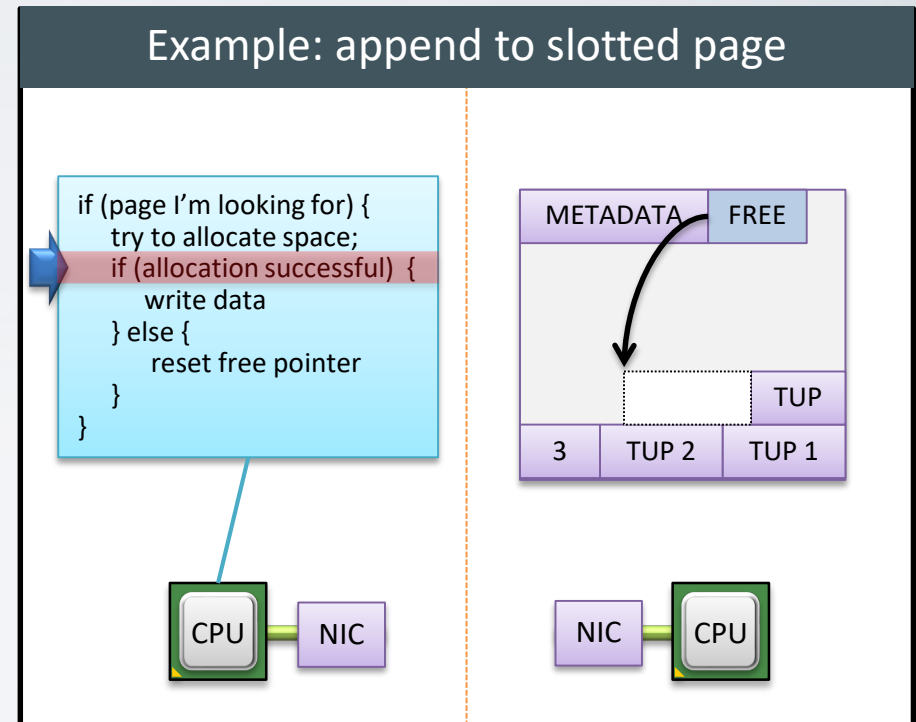 Example: append to slotted page
if (page I’m looking for) {
try to allocate space;
if (allocation successful) {
write data
} else {
reset free pointer
}
}
METADATA FREE
TUP
3 TUP 2 TUP 1
CPU NIC
NIC CPU